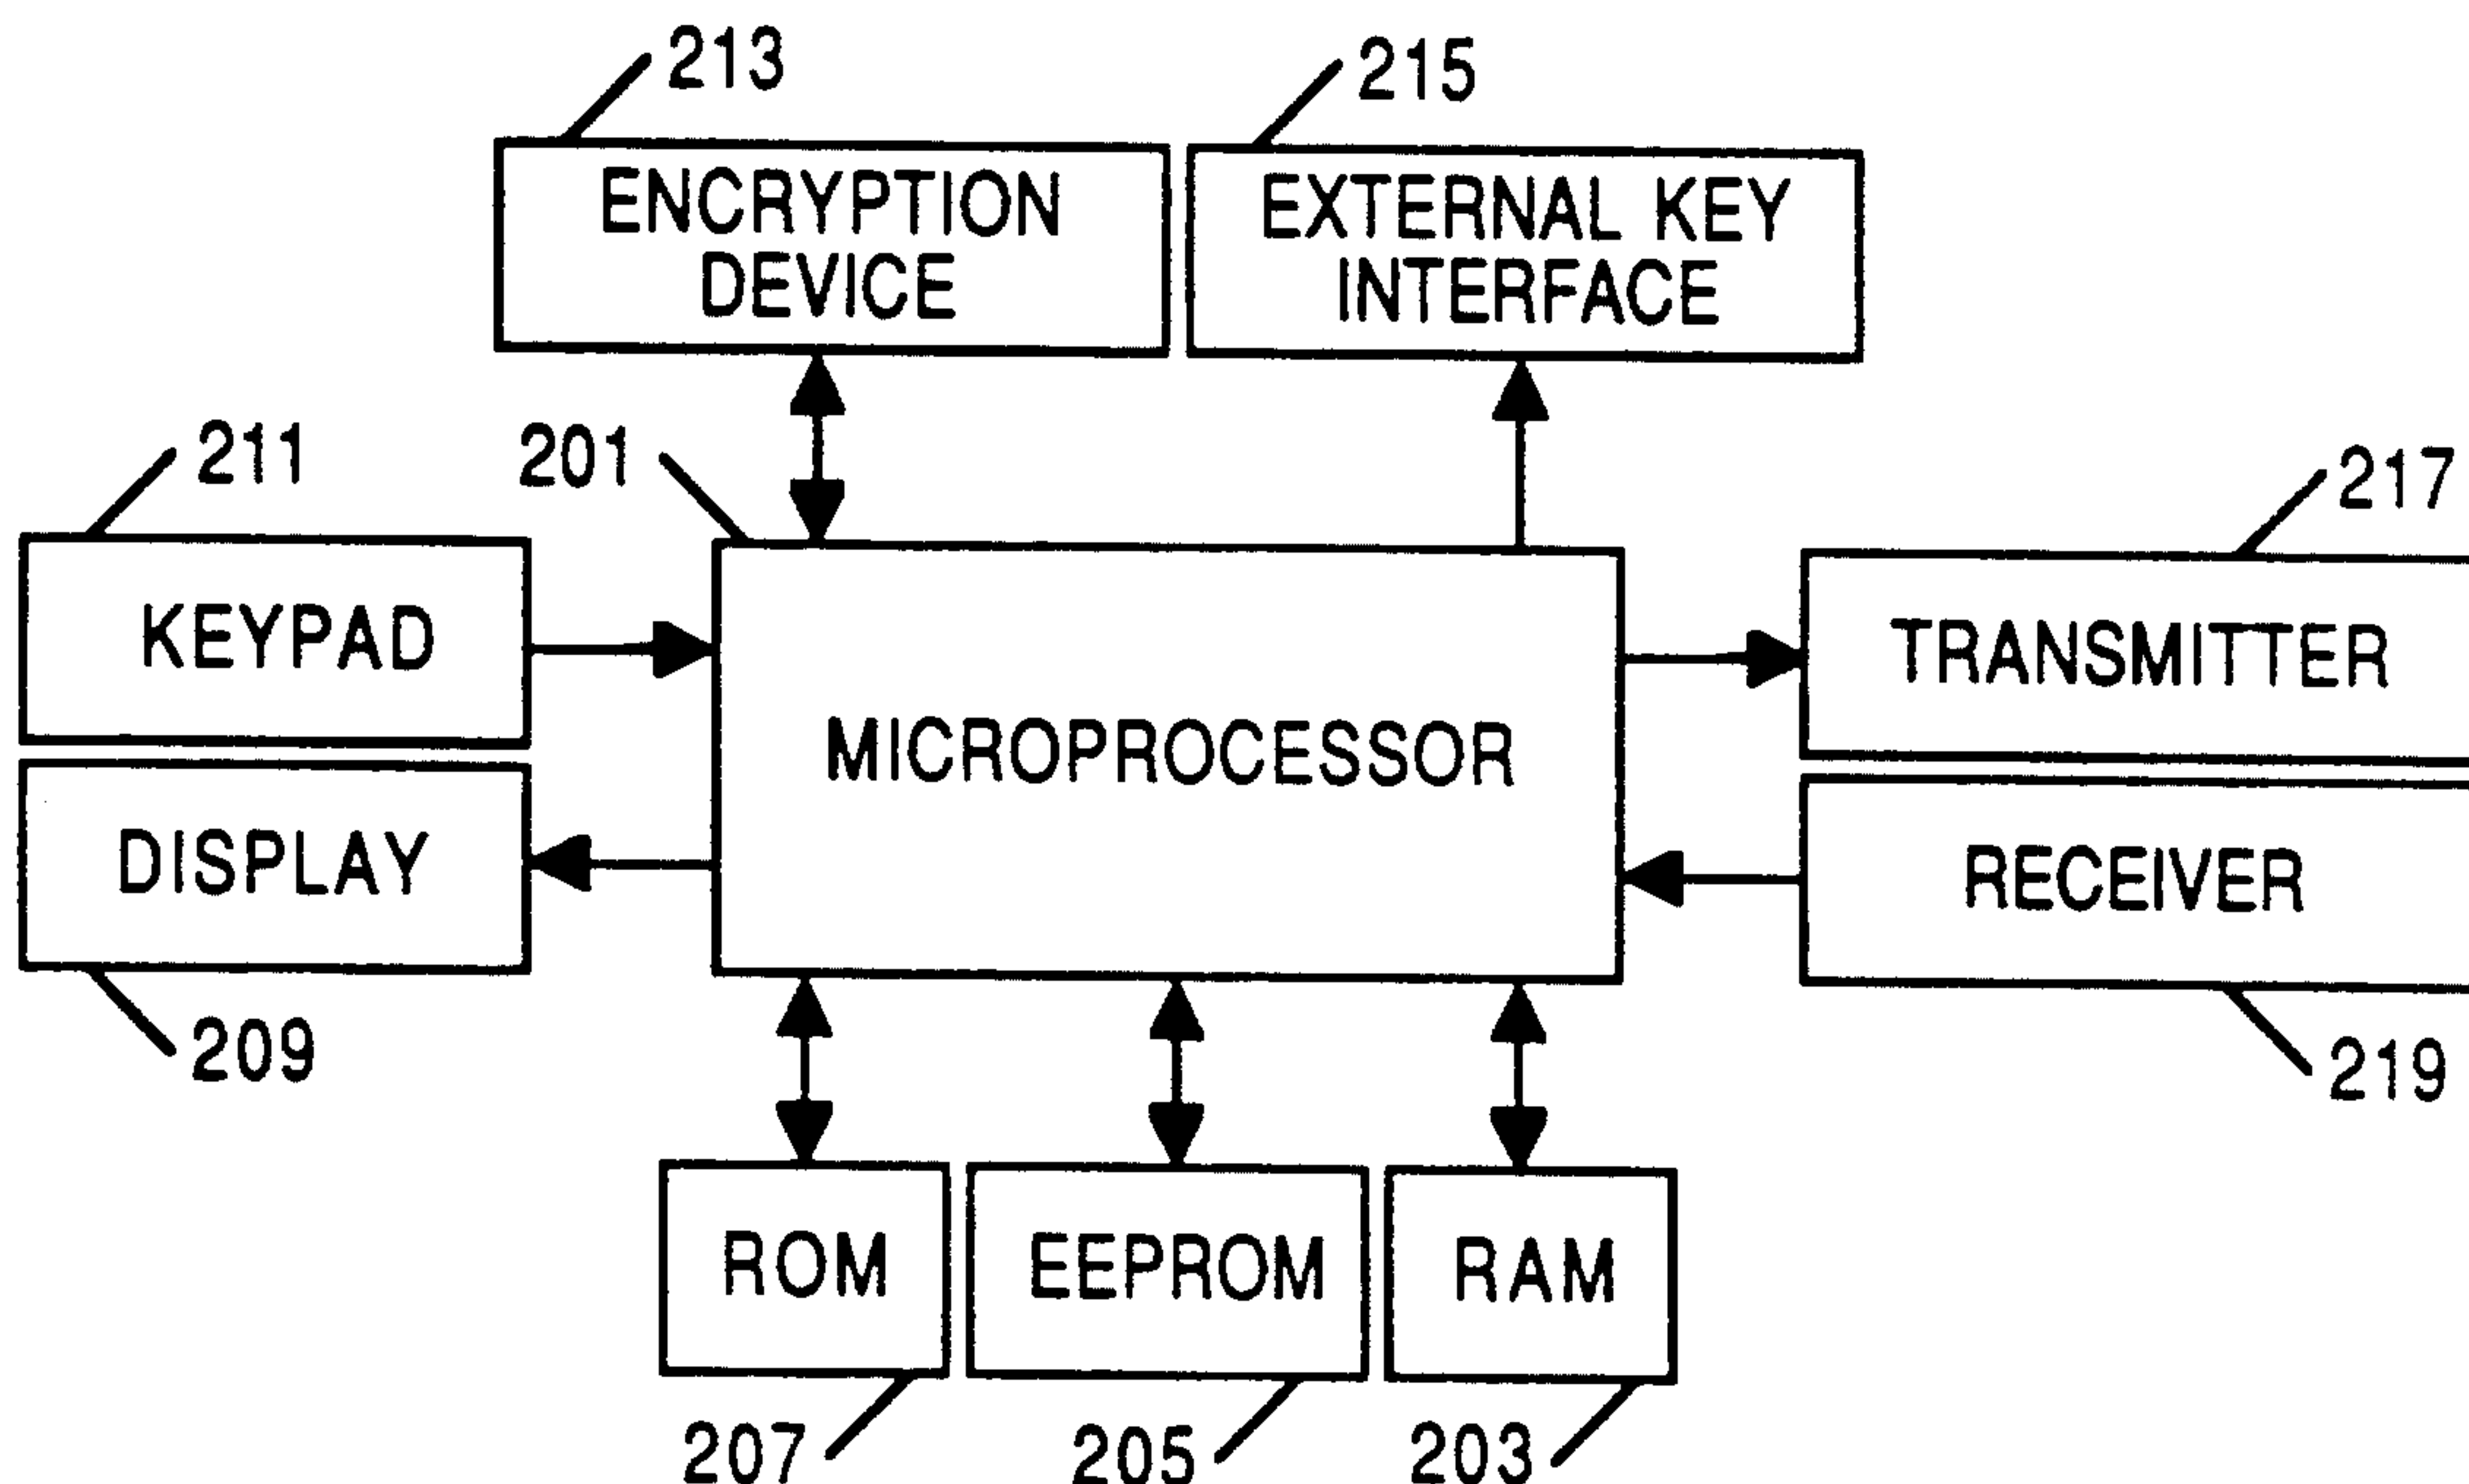 213
215
ENCRYPTION
DEVICE
EXTERNAL KEY
INTERFACE
211
201
217
KEYPAD
TRANSMITTER
MICROPROCESSOR
DISPLAY
RECEIVER
209
219
ROM
EEPROM
RAM
207
205
203